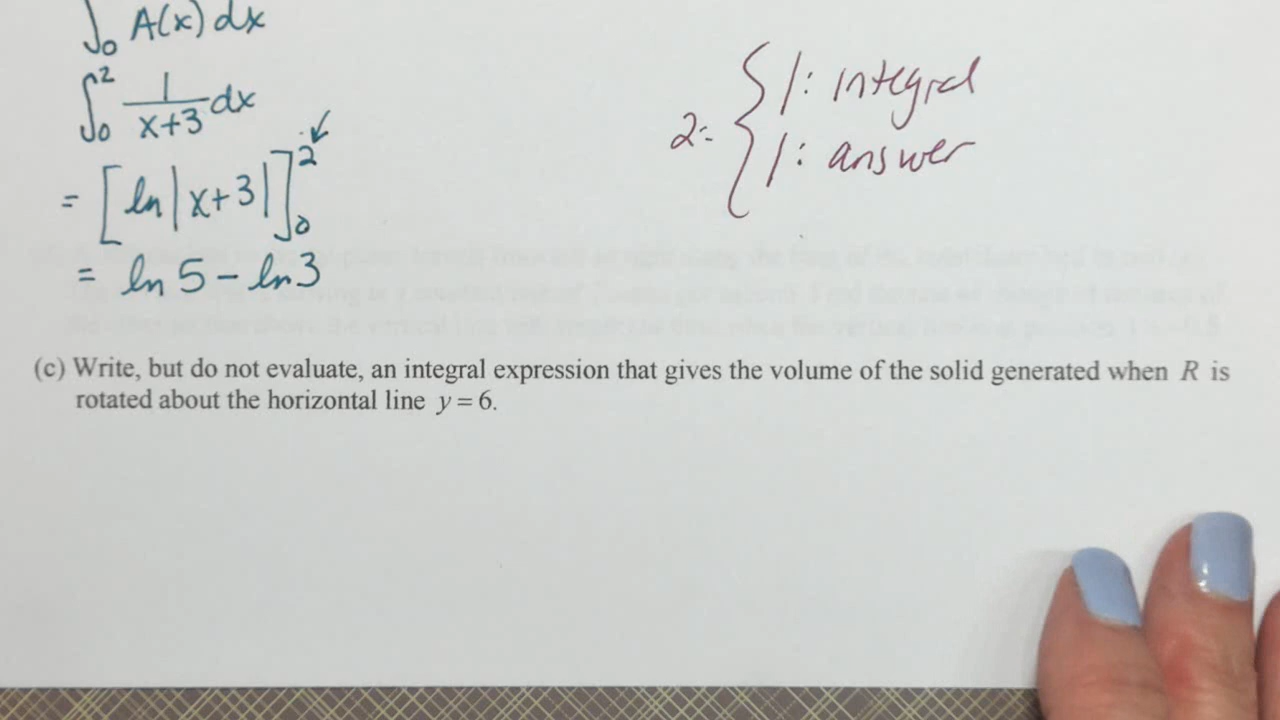 ∫₀ A(x) dx
∫₀² 1/(x+3) dx
= [ln|x+3|]₀²
= ln 5 - ln 3
2: { 1: integral
1: answer
(c) Write, but do not evaluate, an integral expression that gives the volume of the solid generated when R is
rotated about the horizontal line y = 6.